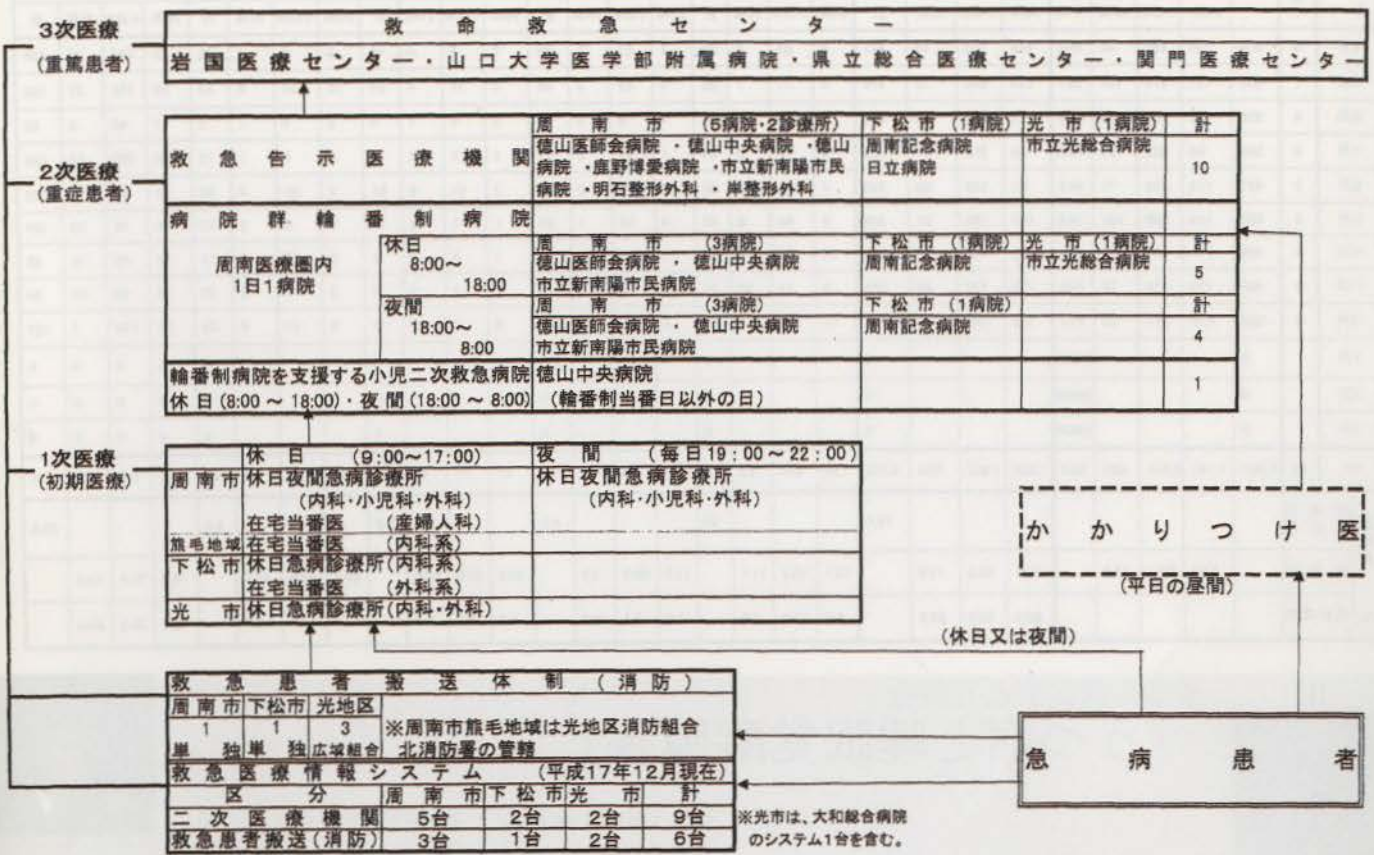 3次医療
(重篤患者)
救命救急センター
岩国医療センター・山口大学医学部附属病院・県立総合医療センター・関門医療センター
2次医療
(重症患者)
救急告示医療機関
周南市 (5病院・2診療所) 下松市 (1病院) 光市 (1病院) 計
徳山医師会病院 ・徳山中央病院 ・徳山 周南記念病院 市立光総合病院
病院 ・鹿野博愛病院 ・市立新南陽市民 日立病院 10
病院 ・明石整形外科 ・岸整形外科
病院群輪番制病院
周南医療圏内
1日1病院
休日 周南市 (3病院) 下松市 (1病院) 光市 (1病院) 計
8:00～ 徳山医師会病院 ・ 徳山中央病院 周南記念病院 市立光総合病院 5
18:00 市立新南陽市民病院
夜間 周南市 (3病院) 下松市 (1病院) 計
18:00～ 徳山医師会病院 ・ 徳山中央病院 周南記念病院 4
8:00 市立新南陽市民病院
輪番制病院を支援する小児二次救急病院 徳山中央病院 1
休日 (8:00 ～ 18:00)・夜間 (18:00 ～ 8:00) (輪番制当番日以外の日)
1次医療
(初期医療)
休日 (9:00～17:00) 夜間 (毎日19:00～22:00)
周南市 休日夜間急病診療所 休日夜間急病診療所
(内科・小児科・外科) (内科・小児科・外科)
在宅当番医 (産婦人科)
熊毛地域 在宅当番医 (内科系)
下松市 休日急病診療所(内科系)
在宅当番医 (外科系)
光市 休日急病診療所(内科・外科)
かかりつけ医
(平日の昼間)
(休日又は夜間)
急病患者
救急患者搬送体制(消防)
周南市 下松市 光地区
1 1 3 ※周南市熊毛地域は光地区消防組合
単独 単独 広域組合 北消防署の管轄
救急医療情報システム (平成17年12月現在)
区分 周南市 下松市 光市 計
二次医療機関 5台 2台 2台 9台
救急患者搬送(消防) 3台 1台 2台 6台
※光市は、大和総合病院
のシステム1台を含む。